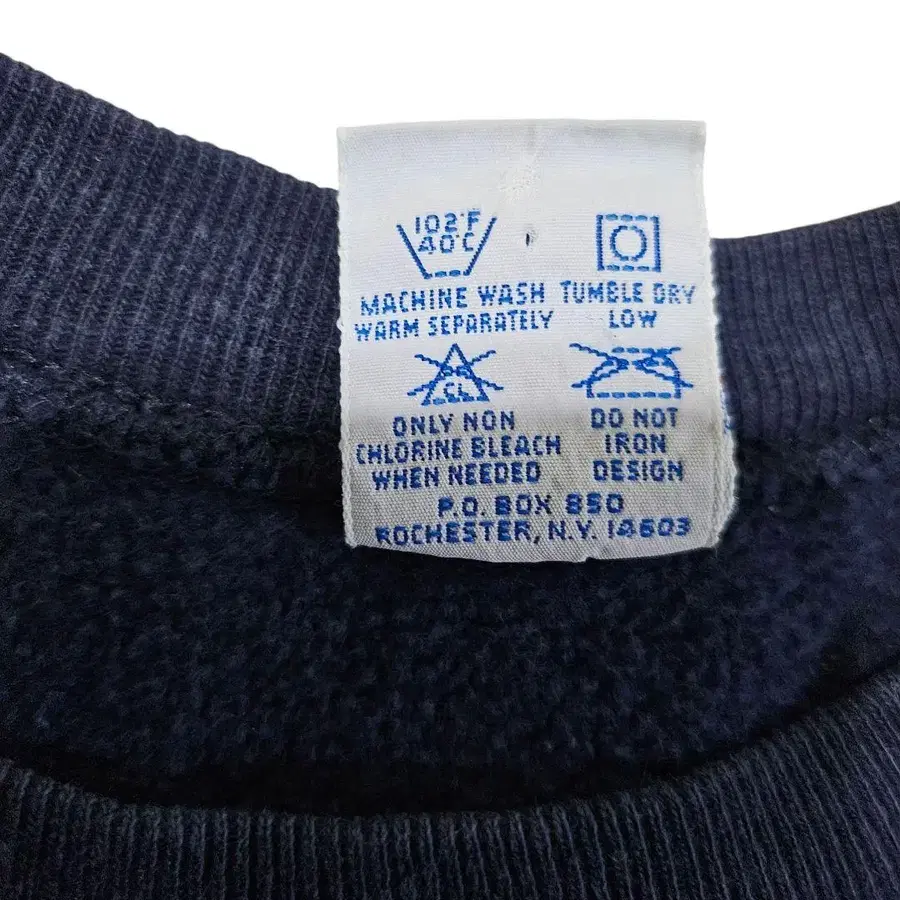 102°F
40°C
MACHINE WASH
WARM SEPARATELY
TUMBLE DRY
LOW
CL
ONLY NON
CHLORINE BLEACH
WHEN NEEDED
DO NOT
IRON
DESIGN
P.O. BOX 850
ROCHESTER, N.Y. 14603